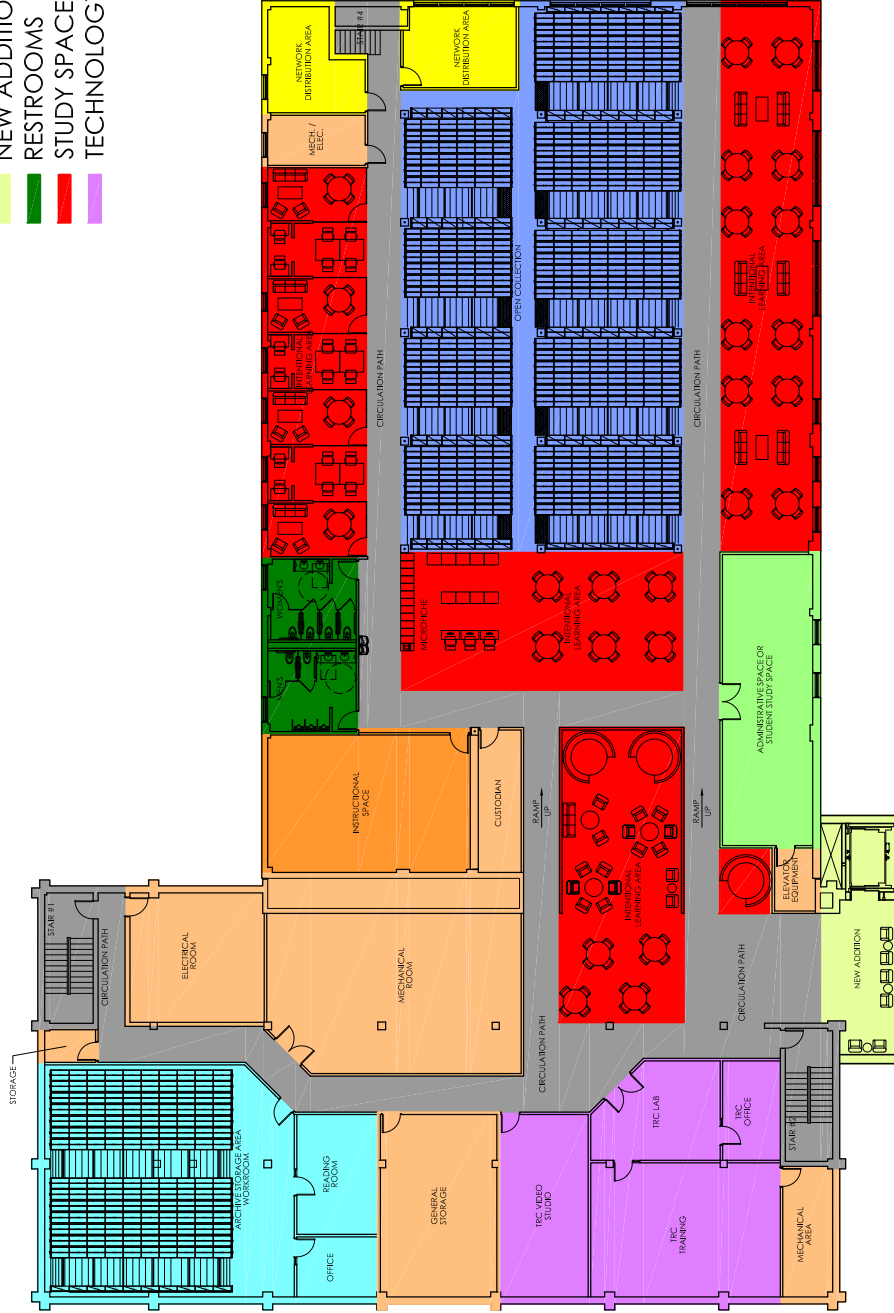 NEW ADDITIO
RESTROOMS
STUDY SPACE
TECHNOLOG
NETWORK
DISTRIBUTION AREA
STAIR #4
NETWORK
DISTRIBUTION AREA
MECH. /
ELEC.
INTENTIONAL
LEARNING AREA
CIRCULATION PATH
OPEN COLLECTION
CIRCULATION PATH
INTENTIONAL
LEARNING AREA
WOMEN'S
MEN'S
MICROFICHE
INTENTIONAL
LEARNING AREA
ADMINISTRATIVE SPACE OR
STUDENT STUDY SPACE
INSTRUCTIONAL
SPACE
CUSTODIAN
RAMP
UP
RAMP
UP
INTENTIONAL
LEARNING AREA
ELEVATOR
EQUIPMENT
NEW ADDITION
STAIR #1
CIRCULATION PATH
ELECTRICAL
ROOM
MECHANICAL
ROOM
CIRCULATION PATH
CIRCULATION PATH
STORAGE
ARCHIVE STORAGE AREA
WORKROOM
READING
ROOM
OFFICE
GENERAL
STORAGE
TRC VIDEO
STUDIO
TRC LAB
TRC
OFFICE
TRC
TRAINING
STAIR #2
MECHANICAL
AREA